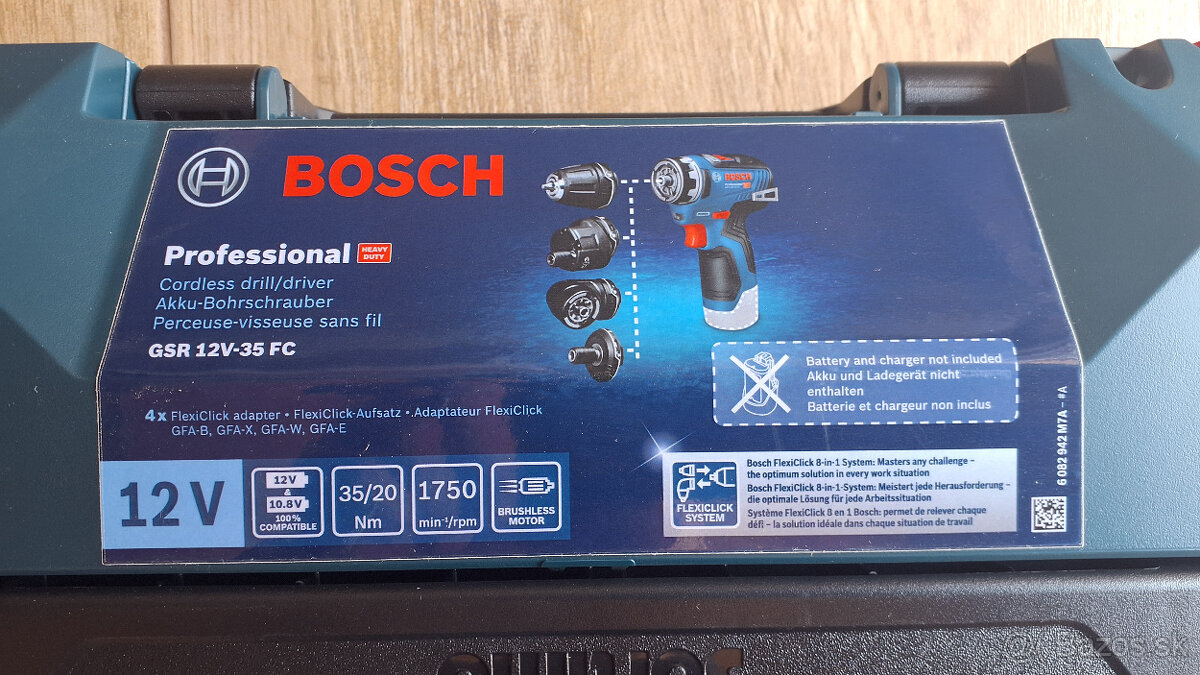 BOSCH
Professional HEAVY DUTY
Cordless drill/driver
Akku-Bohrschrauber
Perceuse-visseuse sans fil
GSR 12V-35 FC
BOSCH
Battery and charger not included
Akku und Ladegerät nicht
enthalten
Batterie et chargeur non inclus
4x FlexiClick adapter • FlexiClick-Aufsatz • Adaptateur FlexiClick
GFA-B, GFA-X, GFA-W, GFA-E
12 V
12V
&
10.8V
100%
COMPATIBLE
35/20
Nm
1750
min-¹/rpm
BRUSHLESS
MOTOR
FLEXICLICK
SYSTEM
Bosch FlexiClick 8-in-1 System: Masters any challenge –
the optimum solution in every work situation
Bosch FlexiClick 8-in-1-System: Meistert jede Herausforderung –
die optimale Lösung für jede Arbeitssituation
Système FlexiClick 8 en 1 Bosch: permet de relever chaque
défi – la solution idéale dans chaque situation de travail
6 082 942 M7A – #A
bazos.sk